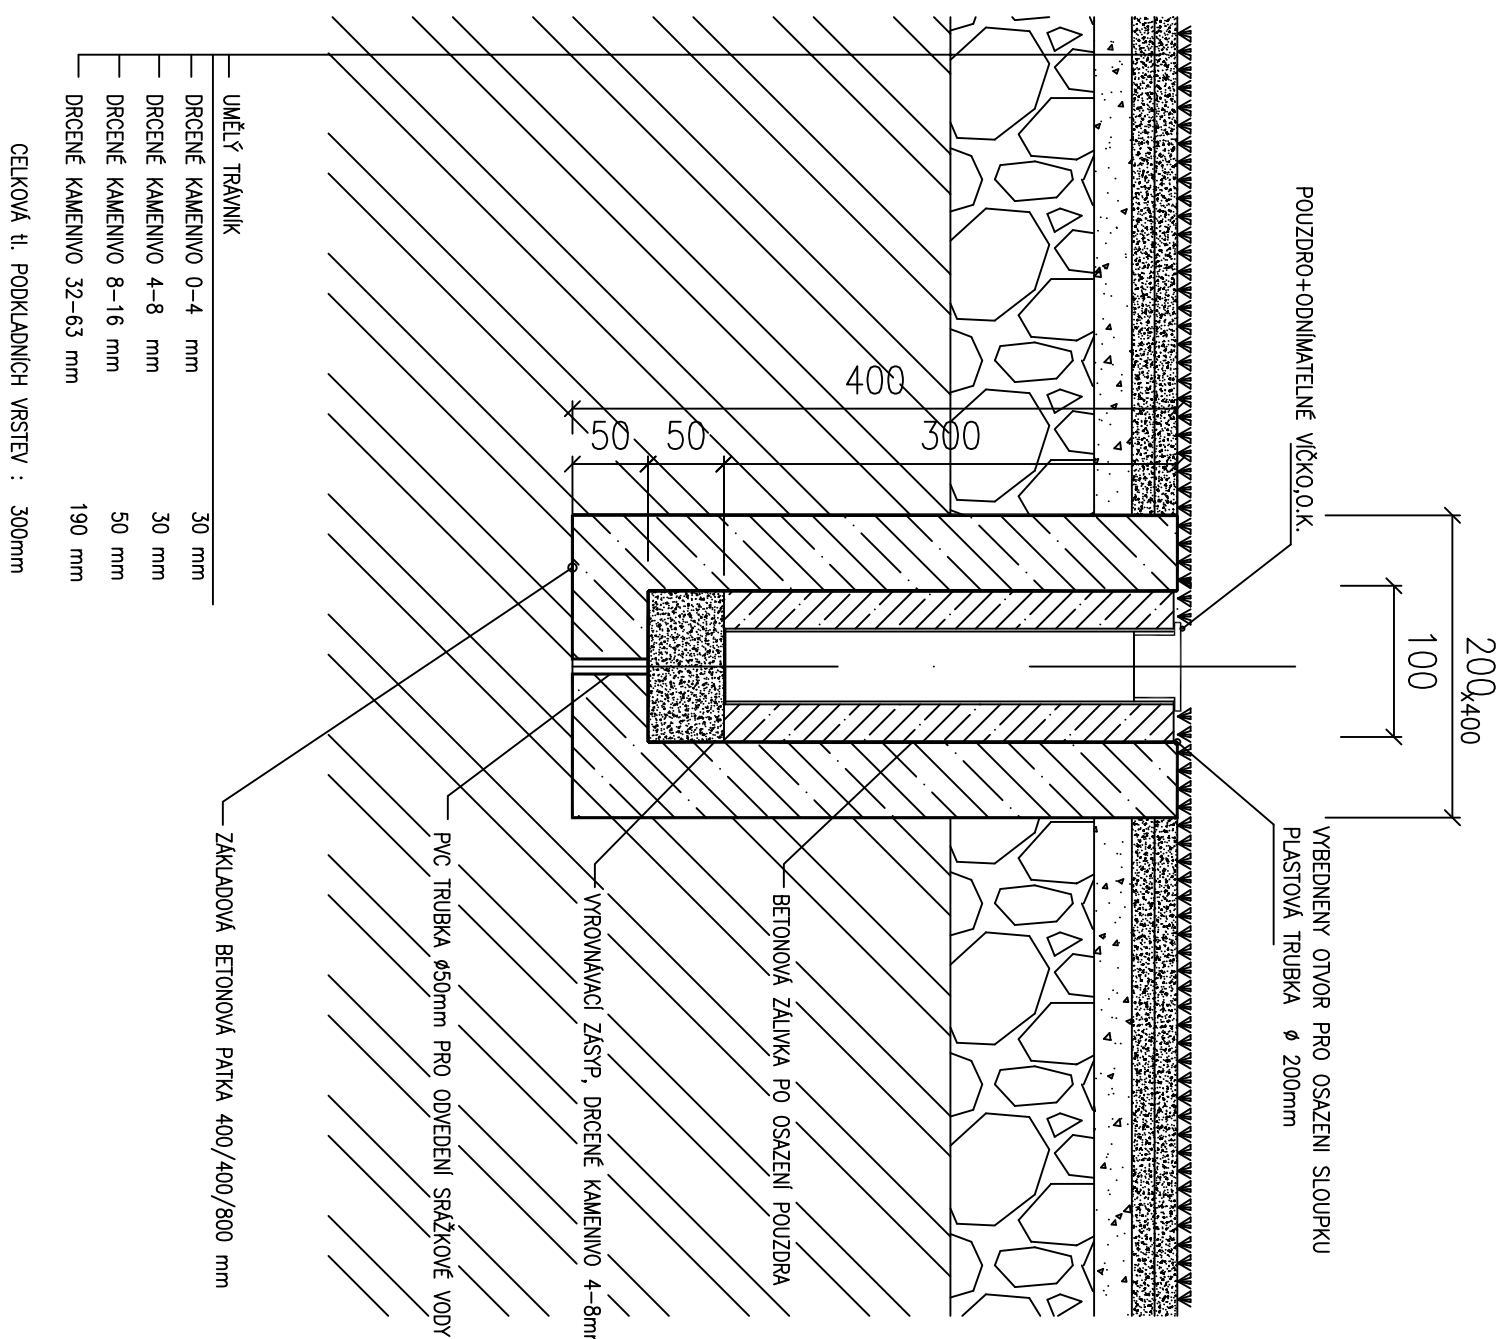 200x400
100
VYBEDNENY OTVOR PRO OSAZENI SLOUPKU
PLASTOVÁ TRUBKA ø 200mm
POUZDRO+ODNÍMATELNÉ VÍČKO,O.K.
300
50
50
400
BETONOVÁ ZÁLIVKA PO OSAZENÍ POUZDRA
VYROVNÁVACÍ ZÁSYP, DRCENÉ KAMENIVO 4-8mm
PVC TRUBKA ø50mm PRO ODVEDENÍ SRÁŽKOVÉ VODY
ZÁKLADOVÁ BETONOVÁ PATKA 400/400/800 mm
UMĚLÝ TRÁVNÍK
DRCENÉ KAMENIVO 0-4 mm 30 mm
DRCENÉ KAMENIVO 4-8 mm 30 mm
DRCENÉ KAMENIVO 8-16 mm 50 mm
DRCENÉ KAMENIVO 32-63 mm 190 mm
CELKOVÁ tl. PODKLADNÍCH VRSTEV : 300mm